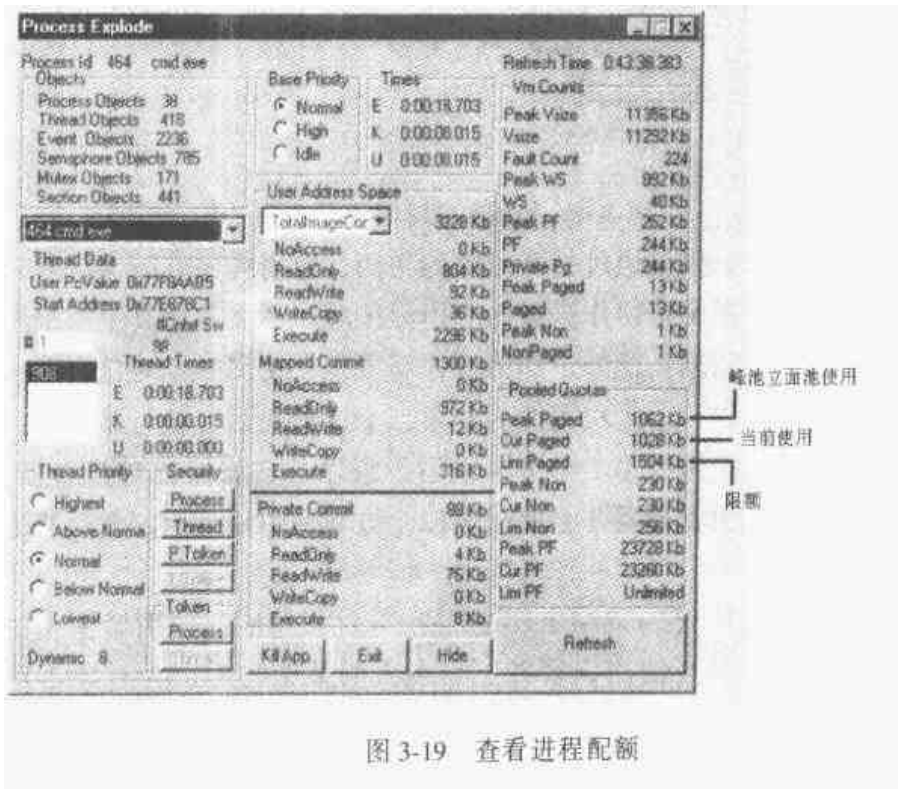 Process Explode
Process id 464 cmd exe
Objects
Process Objects 38
Thread Objects 418
Event Objects 2236
Semaphore Objects 785
Mutex Objects 171
Section Objects 441
464 cmd exe
Thread Data
User PcValue 0x77F8AAD5
Start Address 0x77E878C1
#Cntxt Sw
# 1
98
Thread Times
908
E 0:00:18.703
K 0:00:00.015
U 0:00:00.000
Thread Priority
Highest
Above Norma
Normal
Below Normal
Lowest
Dynamic 8
Security
Process
Thread
P Token
Token
Process
Base Priority
Normal
High
Idle
Times
E 0:00:18.703
K 0:00:00.015
U 0:00:00.015
User Address Space
TotalImageCor 3228 Kb
NoAccess 0 Kb
ReadOnly 804 Kb
ReadWrite 92 Kb
WriteCopy 36 Kb
Execute 2296 Kb
Mapped Commit 1300 Kb
NoAccess 0 Kb
ReadOnly 972 Kb
ReadWrite 12 Kb
WriteCopy 0 Kb
Execute 316 Kb
Private Commit 88 Kb
NoAccess 0 Kb
ReadOnly 4 Kb
ReadWrite 76 Kb
WriteCopy 0 Kb
Execute 8 Kb
Kill App
Exit
Hide
Refresh Time 0:43:38.383
Vm Counts
Peak Vsize 11356 Kb
Vsize 11292 Kb
Fault Count 224
Peak WS 892 Kb
WS 40 Kb
Peak PF 252 Kb
PF 244 Kb
Private Pg 244 Kb
Peak Paged 13 Kb
Paged 13 Kb
Peak Non 1 Kb
NonPaged 1 Kb
Pooled Quotas
Peak Paged 1062 Kb
Cur Paged 1028 Kb
Lim Paged 1504 Kb
Peak Non 230 Kb
Cur Non 230 Kb
Lim Non 256 Kb
Peak PF 23728 Kb
Cur PF 23260 Kb
Lim PF Unlimited
Refresh
峰池立面池使用
当前使用
限额
图 3-19 查看进程配额